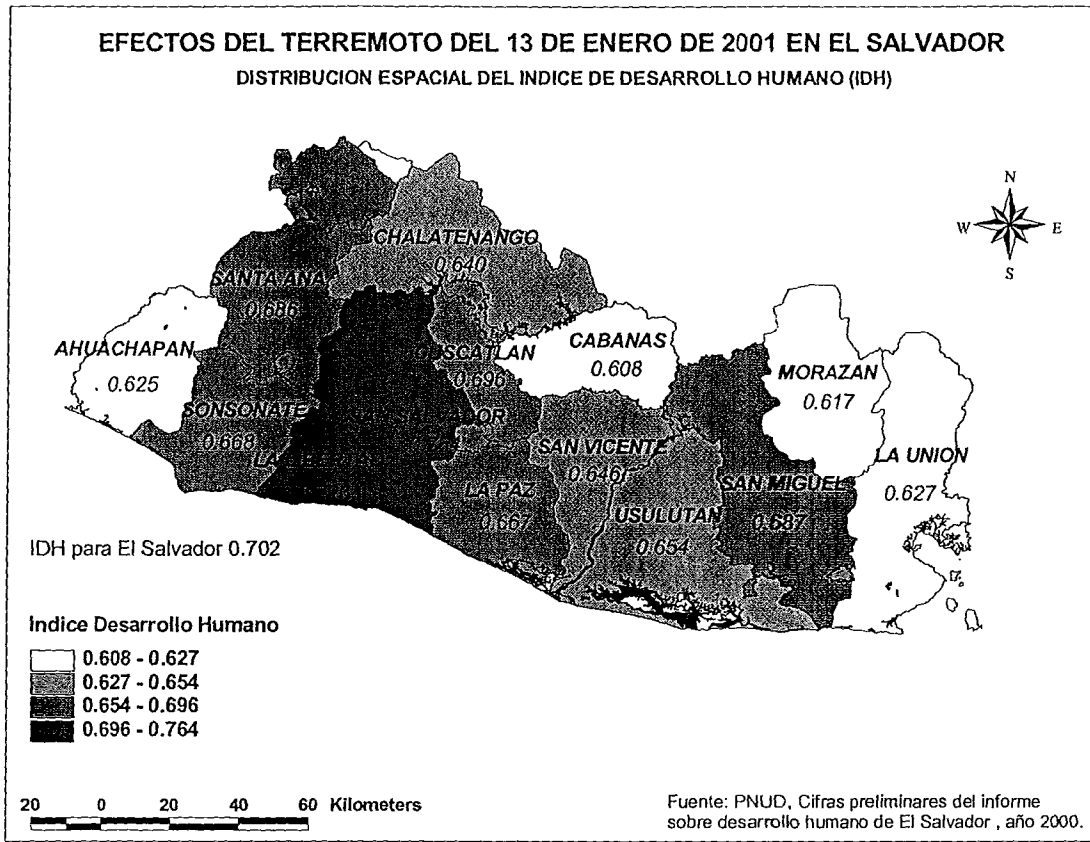 EFECTOS DEL TERREMOTO DEL 13 DE ENERO DE 2001 EN EL SALVADOR
DISTRIBUCION ESPACIAL DEL INDICE DE DESARROLLO HUMANO (IDH)
N
W E
S
CHALATENANGO
0.640
SANTA ANA
0.686
AHUACHAPAN
0.625
CUSCATLAN
0.696
CABANAS
0.608
MORAZAN
0.617
SONSONATE
0.668
SAN VICENTE
0.646
LA UNION
0.627
LA PAZ
0.667
USULUTAN
0.654
SAN MIGUEL
0.687
IDH para El Salvador 0.702
Indice Desarrollo Humano
0.608 - 0.627
0.627 - 0.654
0.654 - 0.696
0.696 - 0.764
20 0 20 40 60 Kilometers
Fuente: PNUD, Cifras preliminares del informe
sobre desarrollo humano de El Salvador , año 2000.